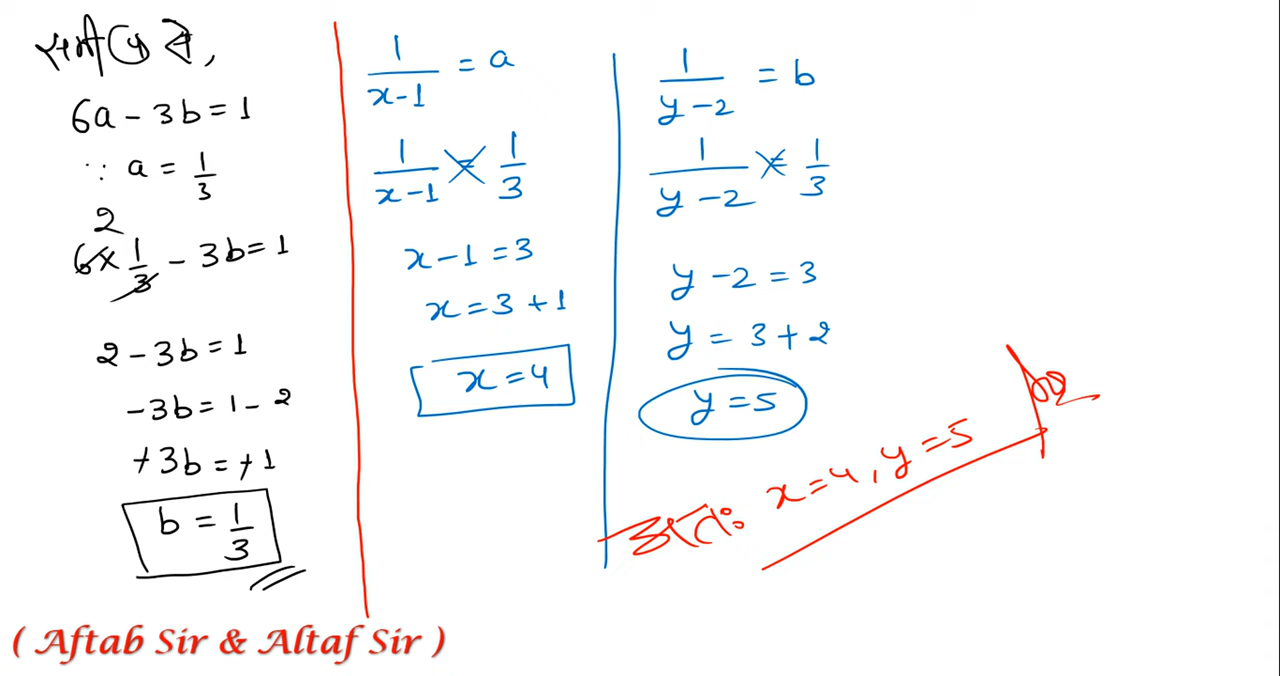 समी(1) से,
6a - 3b = 1
∵ a = 1/3
2
6 × 1/3 - 3b = 1
2 - 3b = 1
-3b = 1 - 2
+3b = +1
b = 1/3
1/(x-1) = a
1/(x-1) = 1/3
x - 1 = 3
x = 3 + 1
x = 4
1/(y-2) = b
1/(y-2) = 1/3
y - 2 = 3
y = 3 + 2
y = 5
अतः x = 4, y = 5
( Aftab Sir & Altaf Sir )